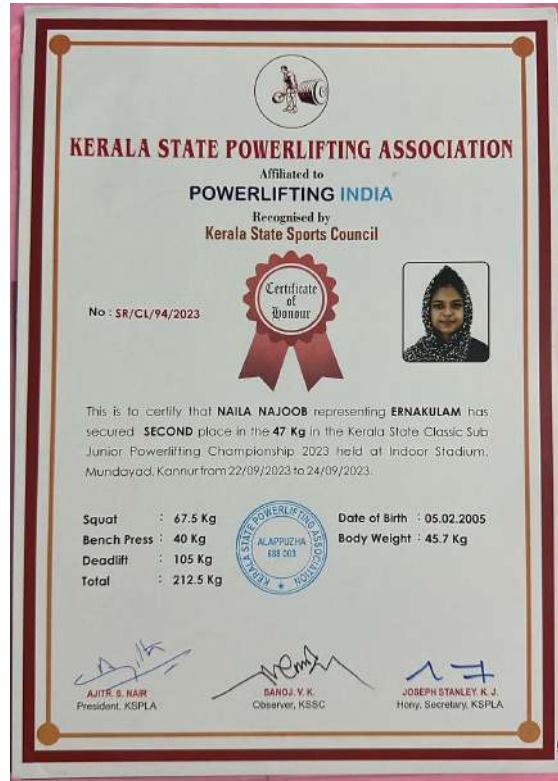 KERALA STATE POWERLIFTING ASSOCIATION
Affiliated to
POWERLIFTING INDIA
Recognised by
Kerala State Sports Council
Certificate
of
Honour
No : SR/CL/94/2023
This is to certify that NAILA NAJOOB representing ERNAKULAM has
secured SECOND place in the 47 Kg in the Kerala State Classic Sub
Junior Powerlifting Championship 2023 held at Indoor Stadium,
Mundayad, Kannur from 22/09/2023 to 24/09/2023.
Squat : 67.5 Kg
Bench Press : 40 Kg
Deadlift : 105 Kg
Total : 212.5 Kg
KERALA STATE POWERLIFTING ASSOCIATION
ALAPPUZHA
688 003
Date of Birth : 05.02.2005
Body Weight : 45.7 Kg
AJITH. S. NAIR
President, KSPLA
SANOJ. V. K.
Observer, KSSC
JOSEPH STANLEY. K. J.
Hony. Secretary, KSPLA